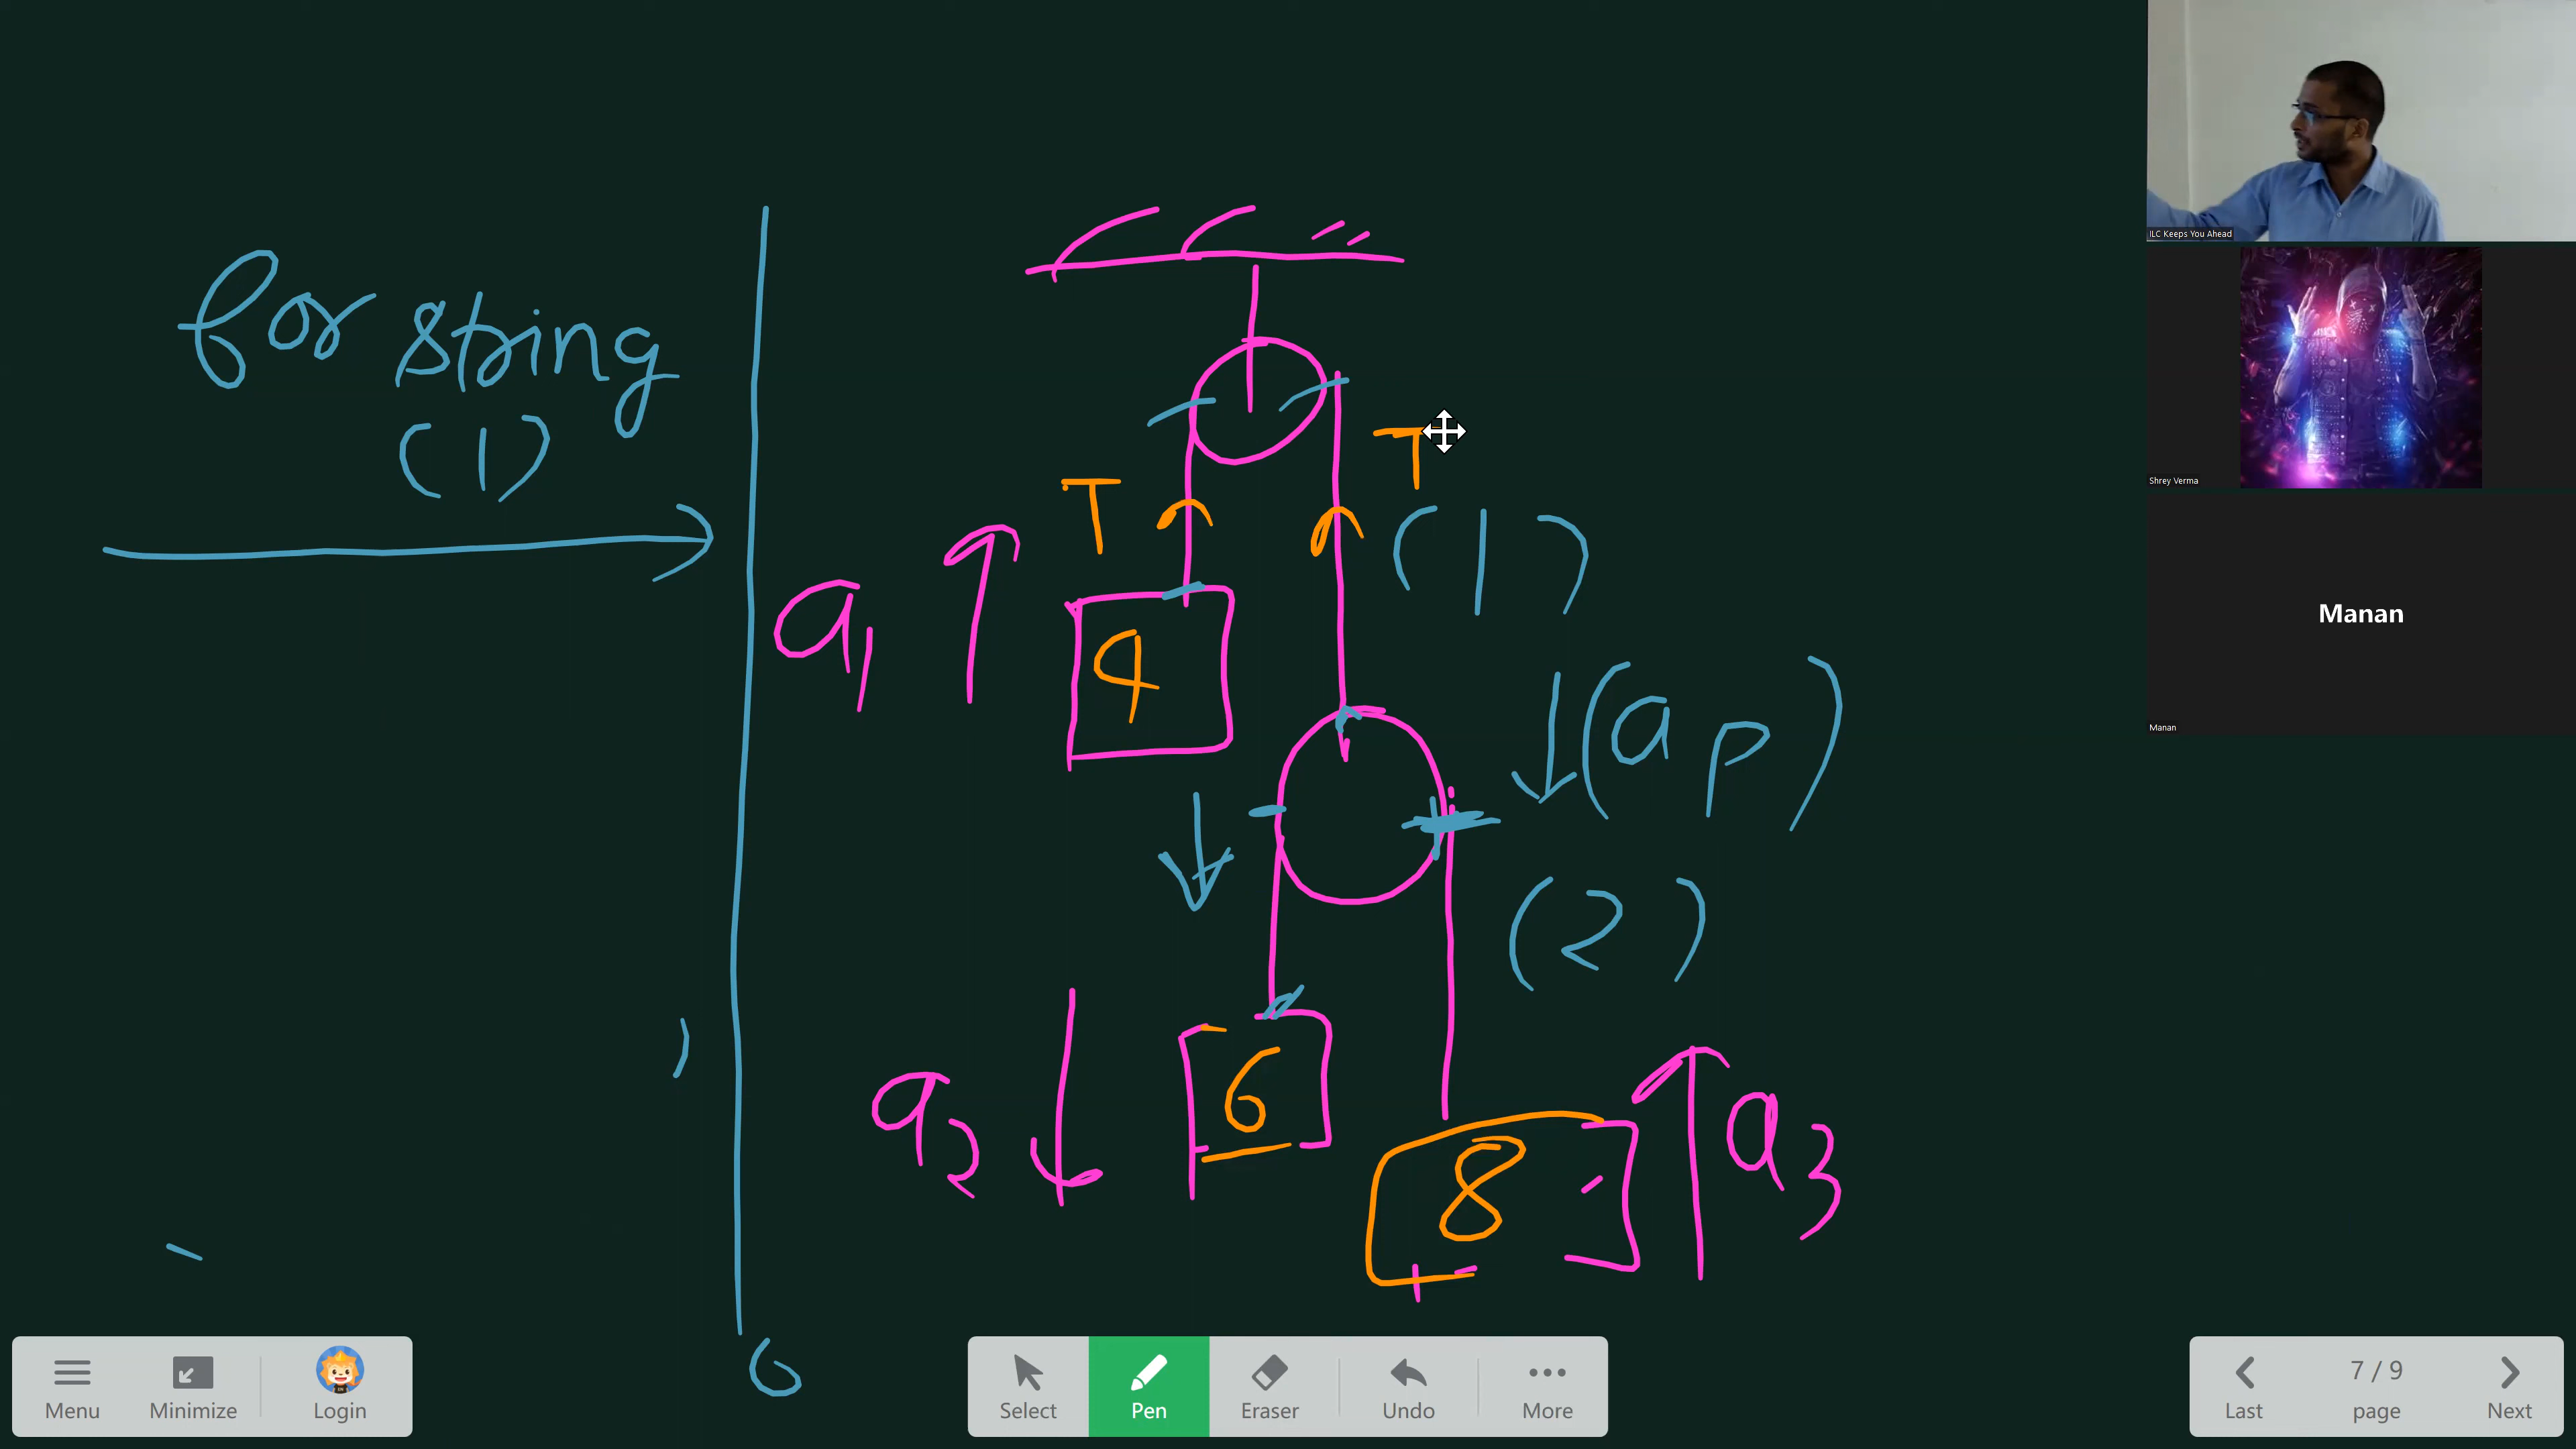 for string
(1)
T
T
(1)
a1
4
(ap)
(2)
a2
6
8
a3
ILC Keeps You Ahead
Shrey Verma
Manan
Manan
Menu
Minimize
Login
Select
Pen
Eraser
Undo
More
Last
7 / 9
page
Next